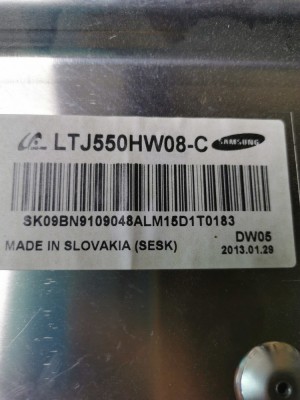 LTJ550HW08-C SAMSUNG
SK09BN9109048ALM15D1T0183
DW05
MADE IN SLOVAKIA (SESK) 2013.01.29